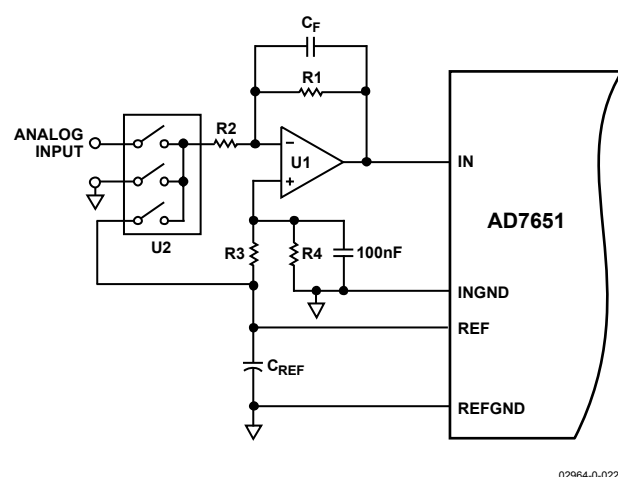 CF
R1
ANALOG
INPUT
R2
−
U1
+
IN
AD7651
U2
R3
R4
100nF
INGND
REF
CREF
REFGND
02964-0-022